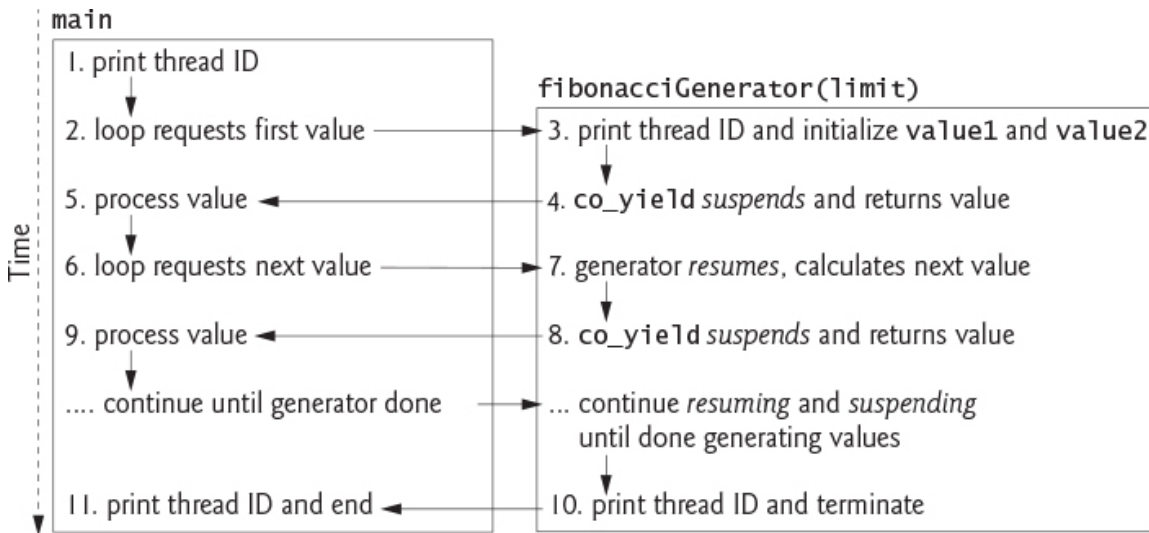 main
1. print thread ID
fibonacciGenerator(limit)
2. loop requests first value
3. print thread ID and initialize value1 and value2
5. process value
4. co_yield suspends and returns value
Time
6. loop requests next value
7. generator resumes, calculates next value
9. process value
8. co_yield suspends and returns value
.... continue until generator done
... continue resuming and suspending
until done generating values
11. print thread ID and end
10. print thread ID and terminate